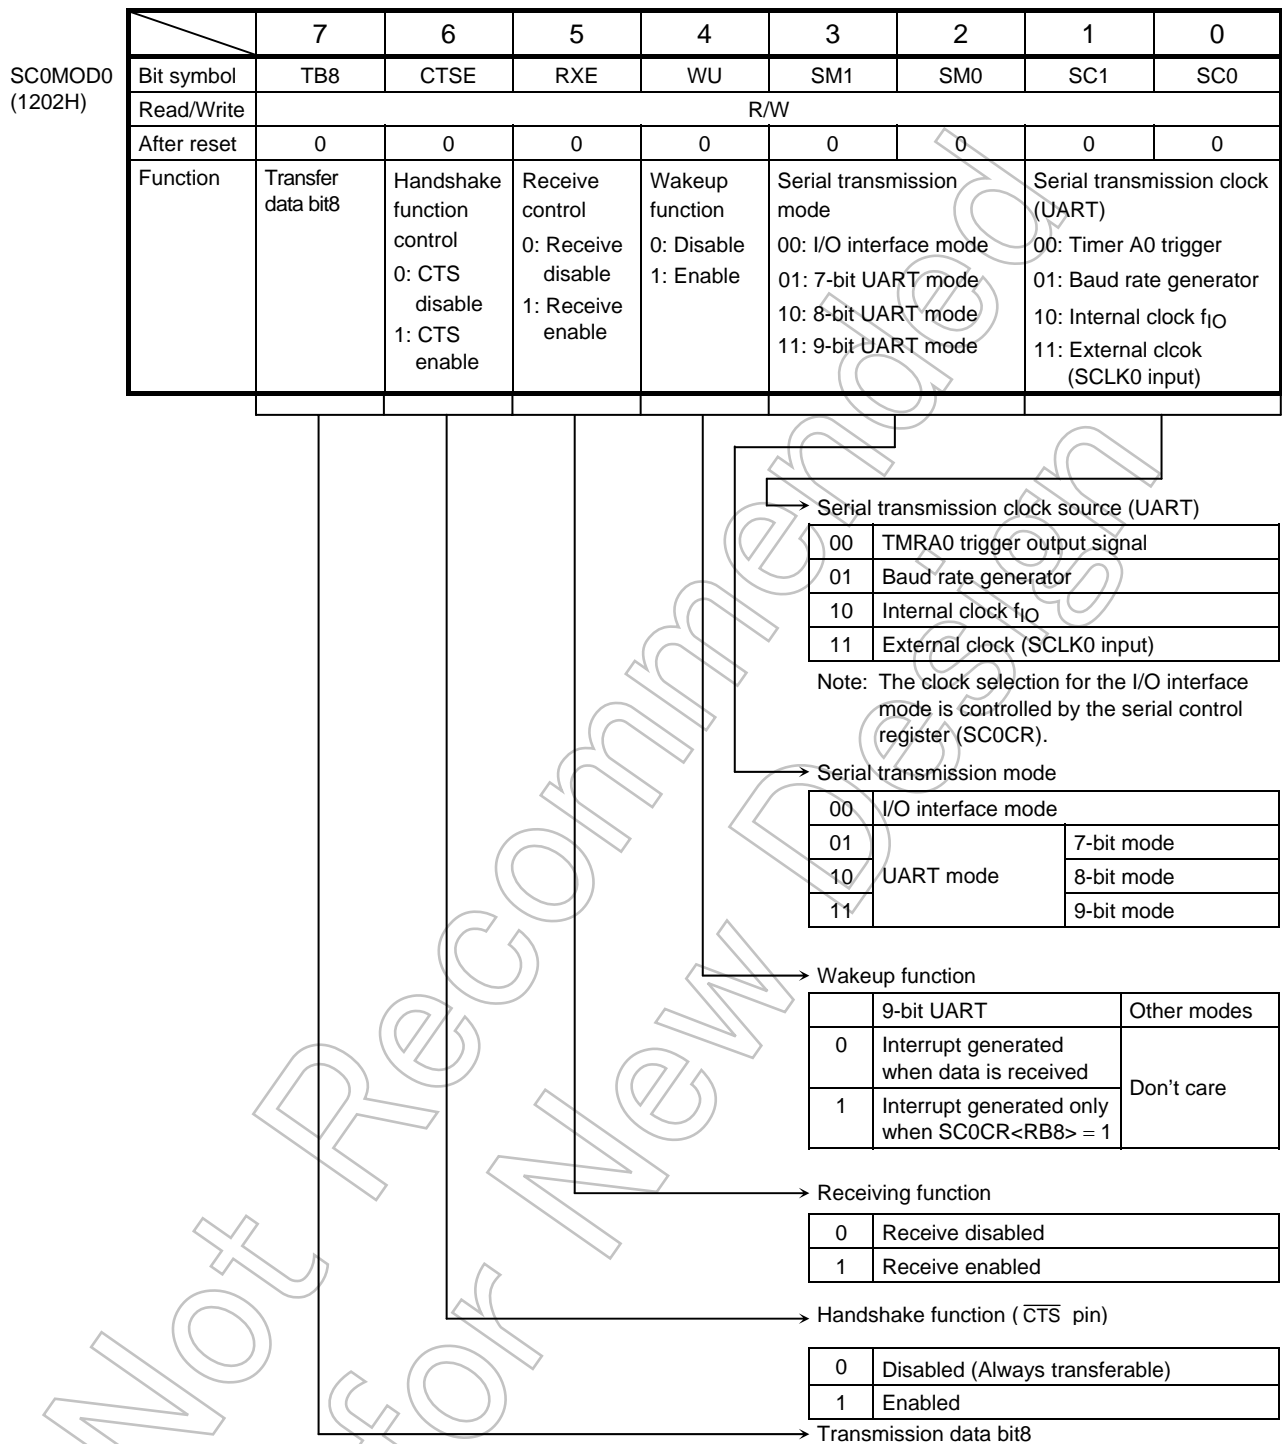 7 6 5 4 3 2 1 0
SC0MOD0 Bit symbol TB8 CTSE RXE WU SM1 SM0 SC1 SC0
(1202H) Read/Write R/W
After reset 0 0 0 0 0 0 0 0
Function
Transfer
data bit8
Handshake
function
control
0: CTS
disable
1: CTS
enable
Receive
control
0: Receive
disable
1: Receive
enable
Wakeup
function
0: Disable
1: Enable
Serial transmission
mode
00: I/O interface mode
01: 7-bit UART mode
10: 8-bit UART mode
11: 9-bit UART mode
Serial transmission clock
(UART)
00: Timer A0 trigger
01: Baud rate generator
10: Internal clock fIO
11: External clcok
(SCLK0 input)
Serial transmission clock source (UART)
00 TMRA0 trigger output signal
01 Baud rate generator
10 Internal clock fIO
11 External clock (SCLK0 input)
Note: The clock selection for the I/O interface
mode is controlled by the serial control
register (SC0CR).
Serial transmission mode
00 I/O interface mode
01 7-bit mode
10 UART mode 8-bit mode
11 9-bit mode
Wakeup function
9-bit UART Other modes
0 Interrupt generated
when data is received
Don't care
1 Interrupt generated only
when SC0CR<RB8> = 1
Receiving function
0 Receive disabled
1 Receive enabled
Handshake function ( C̅T̅S̅ pin)
0 Disabled (Always transferable)
1 Enabled
Transmission data bit8
Not Recommended
for New Design